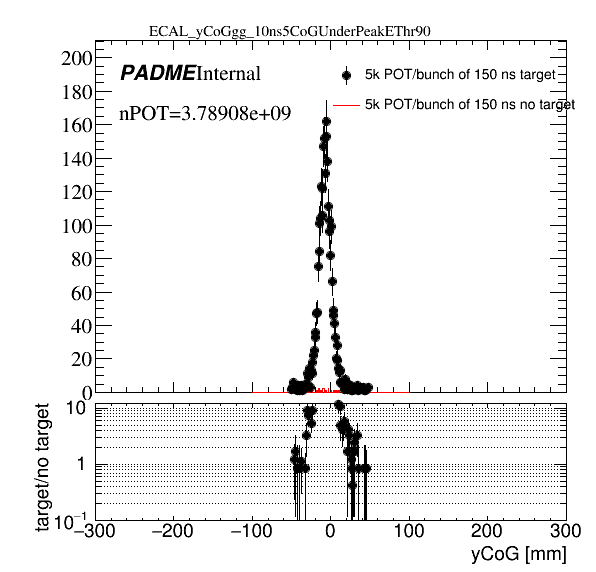 ECAL_yCoGgg_10ns5CoGUnderPeakEThr90
PADME Internal
nPOT=3.78908e+09
5k POT/bunch of 150 ns target
5k POT/bunch of 150 ns no target
200
180
160
140
120
100
80
60
40
20
0
target/no target
10
1
10⁻¹
−300 −200 −100 0 100 200 300
yCoG [mm]